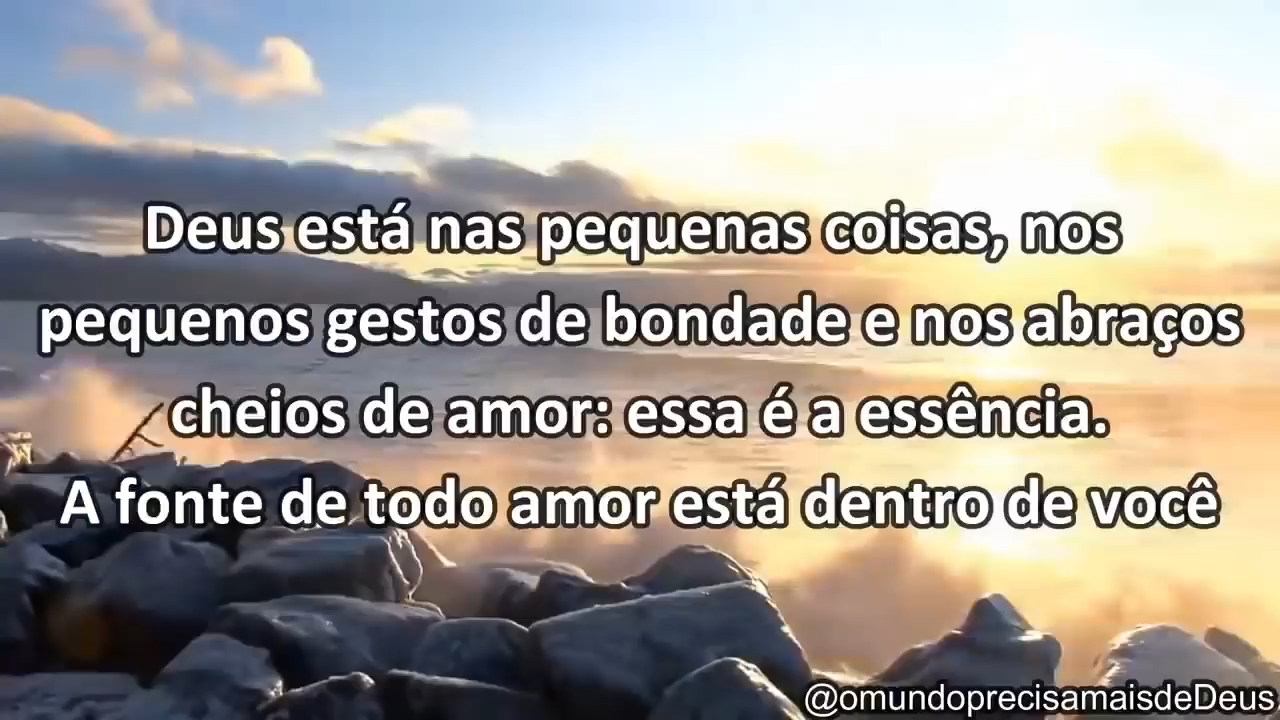 Deus está nas pequenas coisas, nos
pequenos gestos de bondade e nos abraços
cheios de amor: essa é a essência.
A fonte de todo amor está dentro de você
@omundoprecisamaisdeDeus.